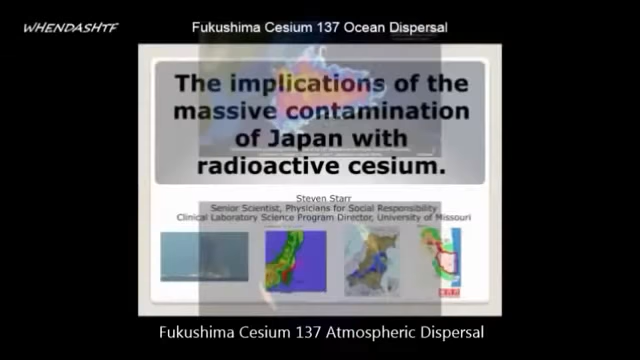 WHENDASHTF
Fukushima Cesium 137 Ocean Dispersal
The implications of the
massive contamination
of Japan with
radioactive cesium.
Steven Starr
Senior Scientist, Physicians for Social Responsibility
Clinical Laboratory Science Program Director, University of Missouri
Fukushima Cesium 137 Atmospheric Dispersal